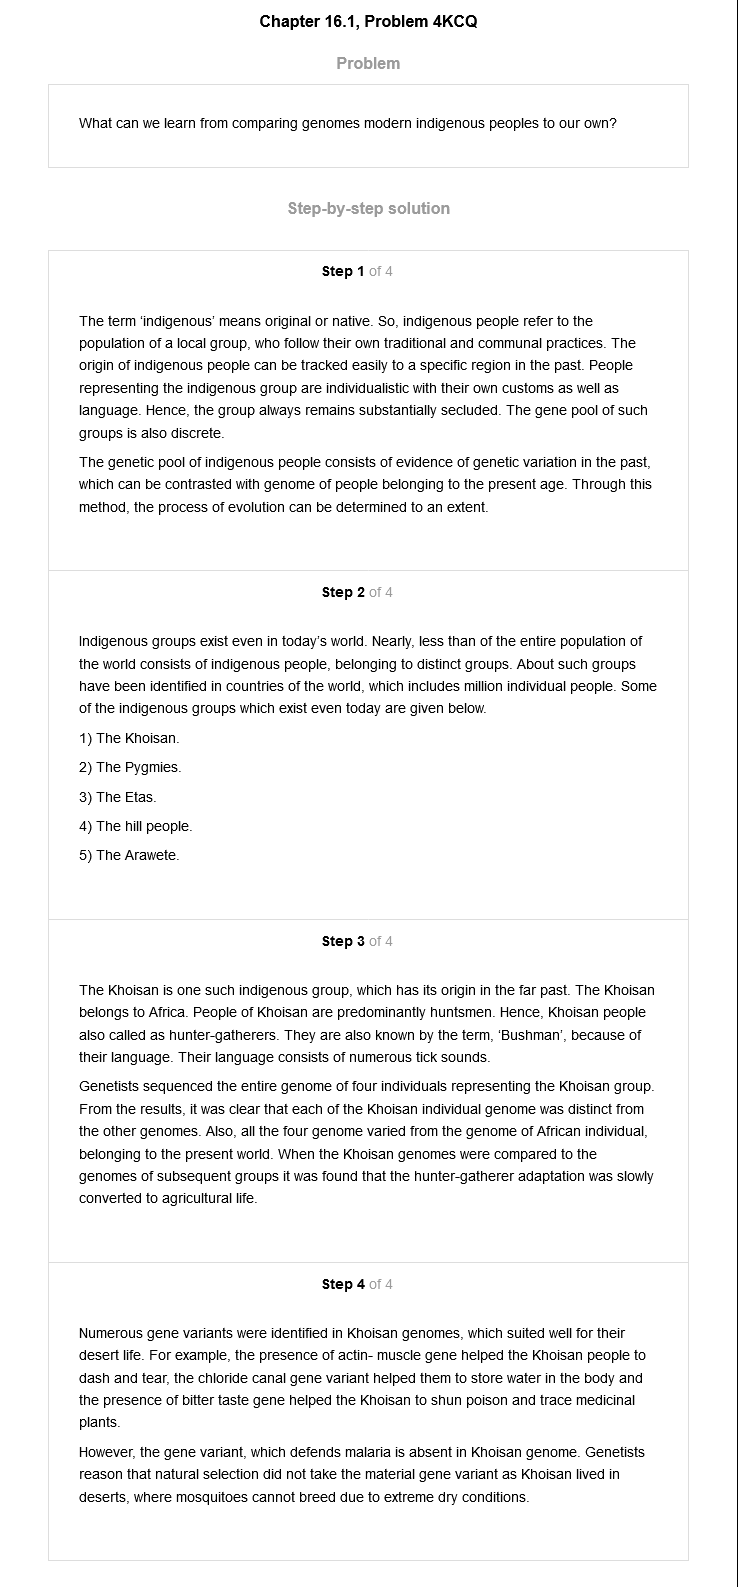 Chapter 16.1, Problem 4KCQ
Problem
What can we learn from comparing genomes modern indigenous peoples to our own?
Step-by-step solution
Step 1 of 4
The term ‘indigenous’ means original or native. So, indigenous people refer to the
population of a local group, who follow their own traditional and communal practices. The
origin of indigenous people can be tracked easily to a specific region in the past. People
representing the indigenous group are individualistic with their own customs as well as
language. Hence, the group always remains substantially secluded. The gene pool of such
groups is also discrete.
The genetic pool of indigenous people consists of evidence of genetic variation in the past,
which can be contrasted with genome of people belonging to the present age. Through this
method, the process of evolution can be determined to an extent.
Step 2 of 4
Indigenous groups exist even in today’s world. Nearly, less than of the entire population of
the world consists of indigenous people, belonging to distinct groups. About such groups
have been identified in countries of the world, which includes million individual people. Some
of the indigenous groups which exist even today are given below.
1) The Khoisan.
2) The Pygmies.
3) The Etas.
4) The hill people.
5) The Arawete.
Step 3 of 4
The Khoisan is one such indigenous group, which has its origin in the far past. The Khoisan
belongs to Africa. People of Khoisan are predominantly huntsmen. Hence, Khoisan people
also called as hunter-gatherers. They are also known by the term, ‘Bushman’, because of
their language. Their language consists of numerous tick sounds.
Genetists sequenced the entire genome of four individuals representing the Khoisan group.
From the results, it was clear that each of the Khoisan individual genome was distinct from
the other genomes. Also, all the four genome varied from the genome of African individual,
belonging to the present world. When the Khoisan genomes were compared to the
genomes of subsequent groups it was found that the hunter-gatherer adaptation was slowly
converted to agricultural life.
Step 4 of 4
Numerous gene variants were identified in Khoisan genomes, which suited well for their
desert life. For example, the presence of actin- muscle gene helped the Khoisan people to
dash and tear, the chloride canal gene variant helped them to store water in the body and
the presence of bitter taste gene helped the Khoisan to shun poison and trace medicinal
plants.
However, the gene variant, which defends malaria is absent in Khoisan genome. Genetists
reason that natural selection did not take the material gene variant as Khoisan lived in
deserts, where mosquitoes cannot breed due to extreme dry conditions.